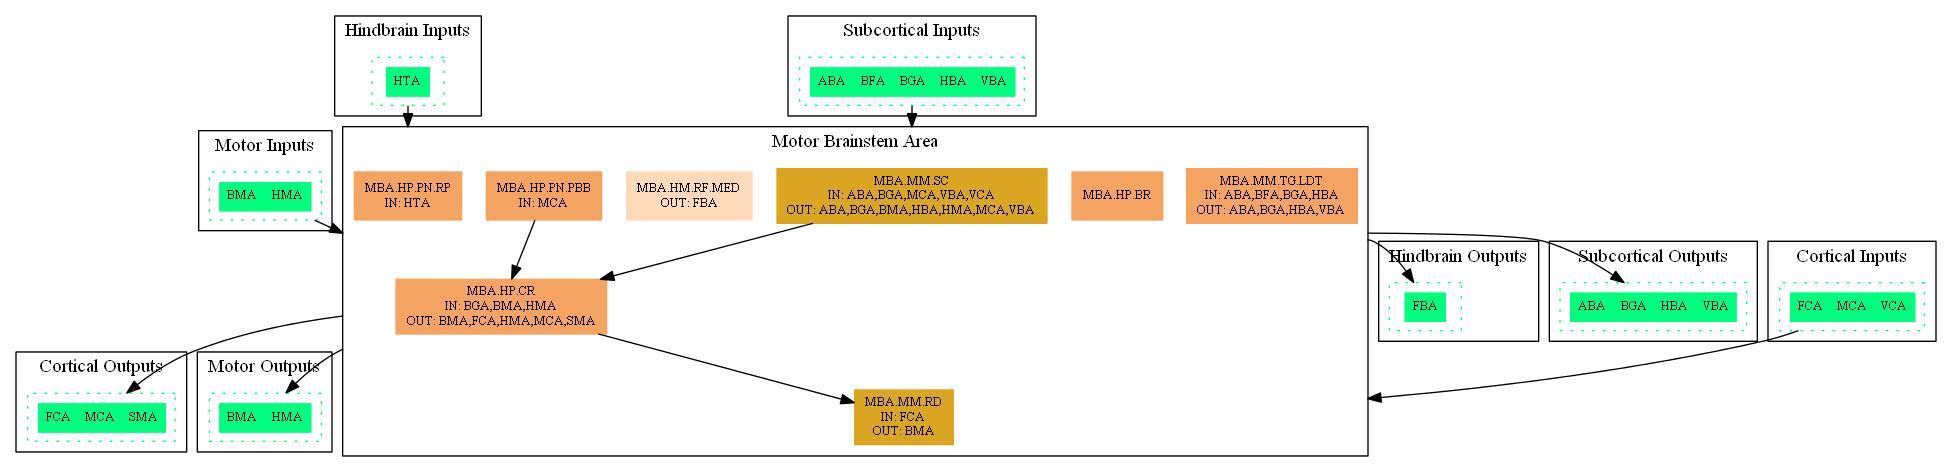 Hindbrain Inputs
HTA
Subcortical Inputs
ABA BFA BGA HBA VBA
Motor Inputs
BMA HMA
Motor Brainstem Area
MBA.HP.PN.RP
IN: HTA
MBA.HP.PN.PBB
IN: MCA
MBA.HM.RF.MED
OUT: FBA
MBA.MM.SC
IN: ABA,BGA,MCA,VBA,VCA
OUT: ABA,BGA,BMA,HBA,HMA,MCA,VBA
MBA.HP.BR
MBA.MM.TG.LDT
IN: ABA,BFA,BGA,HBA
OUT: ABA,BGA,HBA,VBA
MBA.HP.CR
IN: BGA,BMA,HMA
OUT: BMA,FCA,HMA,MCA,SMA
MBA.MM.RD
IN: FCA
OUT: BMA
Hindbrain Outputs
FBA
Subcortical Outputs
ABA BGA HBA VBA
Cortical Inputs
FCA MCA VCA
Cortical Outputs
FCA MCA SMA
Motor Outputs
BMA HMA